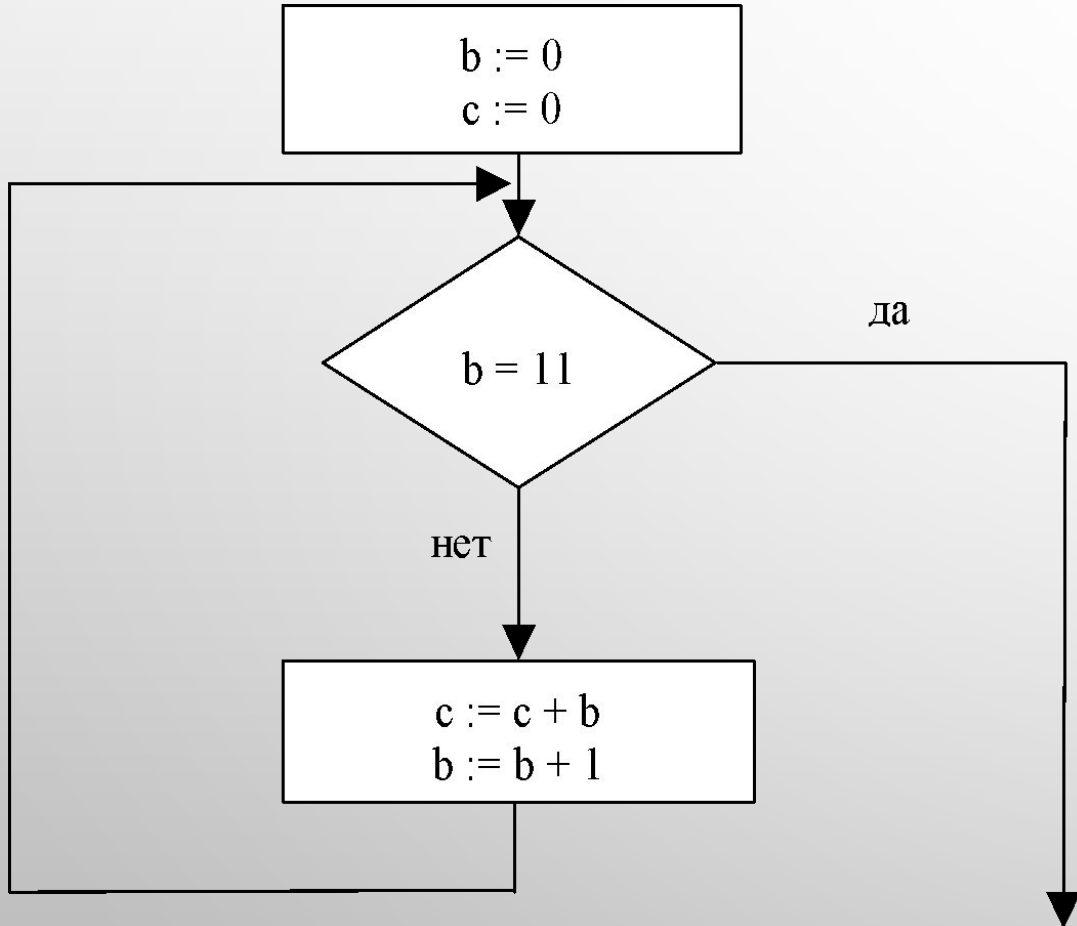 b := 0
c := 0
b = 11
да
нет
c := c + b
b := b + 1